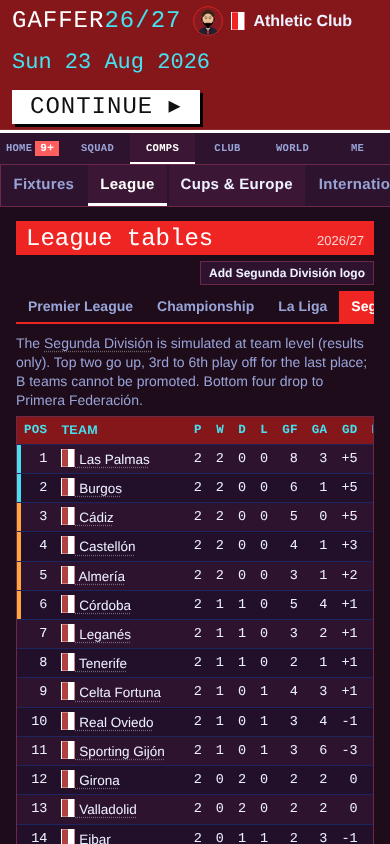 GAFFER26/27 Athletic Club
Sun 23 Aug 2026
CONTINUE ▶
HOME 9+ SQUAD COMPS CLUB WORLD ME
Fixtures League Cups & Europe Internatio
League tables 2026/27
Add Segunda División logo
Premier League Championship La Liga Seg
The Segunda División is simulated at team level (results
only). Top two go up, 3rd to 6th play off for the last place;
B teams cannot be promoted. Bottom four drop to
Primera Federación.
POS TEAM P W D L GF GA GD
1 Las Palmas 2 2 0 0 8 3 +5
2 Burgos 2 2 0 0 6 1 +5
3 Cádiz 2 2 0 0 5 0 +5
4 Castellón 2 2 0 0 4 1 +3
5 Almería 2 2 0 0 3 1 +2
6 Córdoba 2 1 1 0 5 4 +1
7 Leganés 2 1 1 0 3 2 +1
8 Tenerife 2 1 1 0 2 1 +1
9 Celta Fortuna 2 1 0 1 4 3 +1
10 Real Oviedo 2 1 0 1 3 4 -1
11 Sporting Gijón 2 1 0 1 3 6 -3
12 Girona 2 0 2 0 2 2 0
13 Valladolid 2 0 2 0 2 2 0
14 Eibar 2 0 1 1 2 3 -1